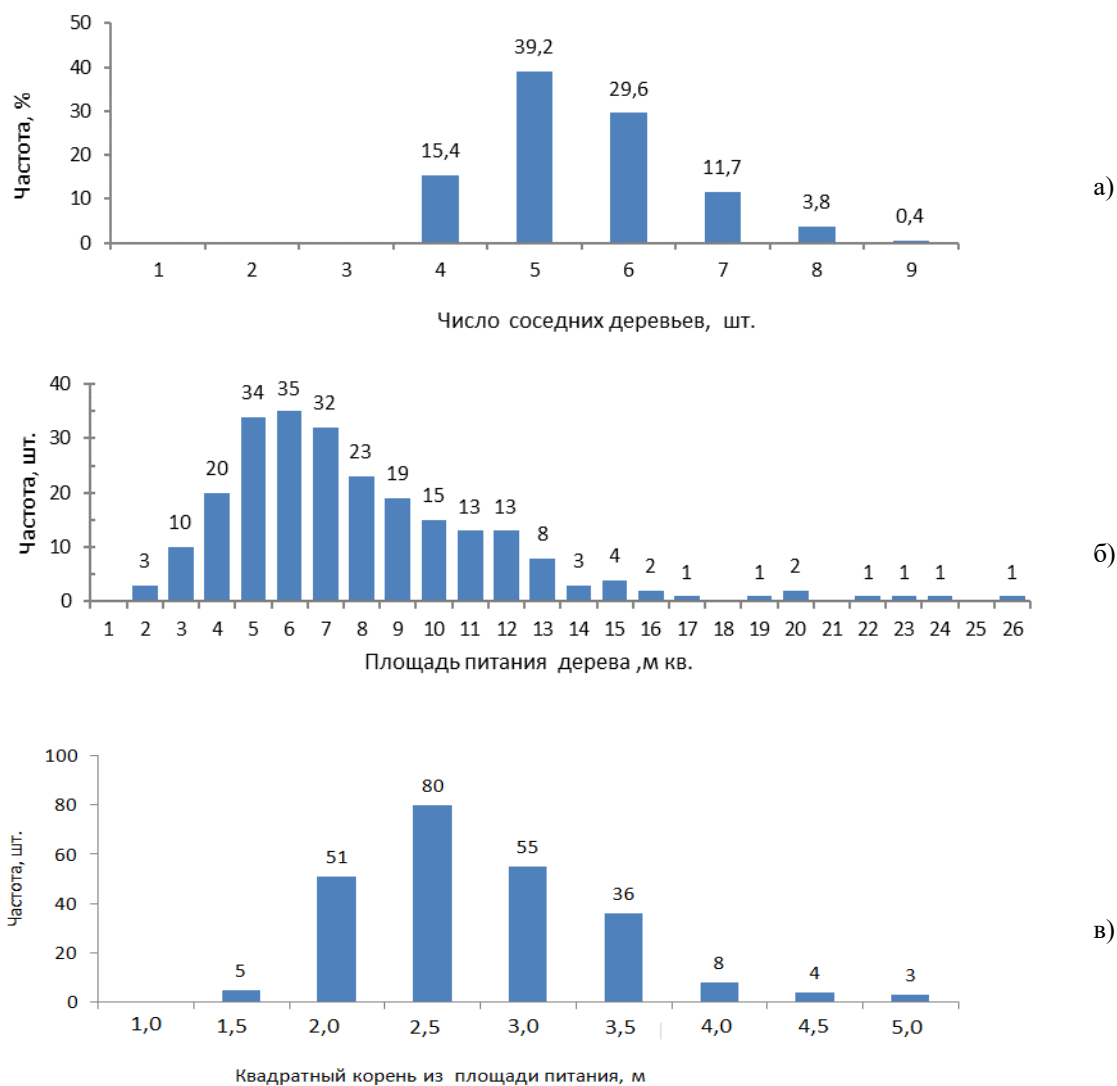 Частота, %
50
40
30
20
10
0
15,4
39,2
29,6
11,7
3,8
0,4
1 2 3 4 5 6 7 8 9
Число соседних деревьев, шт.
а)
Частота, шт.
40
30
20
10
0
3 10 20 34 35 32 23 19 15 13 13 8 3 4 2 1 1 2 1 1 1 1
1 2 3 4 5 6 7 8 9 10 11 12 13 14 15 16 17 18 19 20 21 22 23 24 25 26
Площадь питания дерева ,м кв.
б)
Частота, шт.
100
80
60
40
20
0
5 51 80 55 36 8 4 3
1,0 1,5 2,0 2,5 3,0 3,5 4,0 4,5 5,0
Квадратный корень из площади питания, м
в)